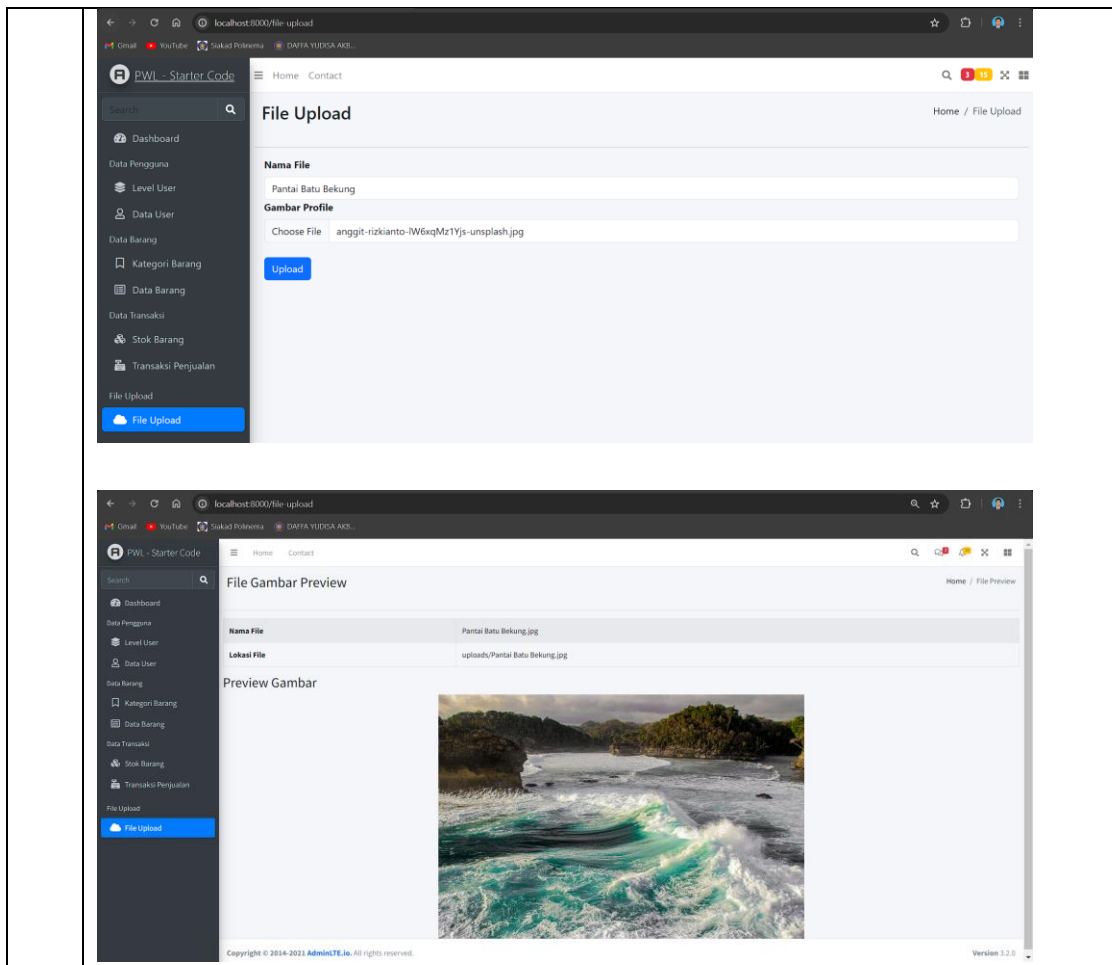 localhost:8000/file-upload
Gmail YouTube Siakad Polinema DAFFA YUDISA AKB...
PWL - Starter Code
Home Contact
3 15
Search
File Upload
Home / File Upload
Dashboard
Data Pengguna
Level User
Data User
Data Barang
Kategori Barang
Data Barang
Data Transaksi
Stok Barang
Transaksi Penjualan
File Upload
File Upload
Nama File
Pantai Batu Bekung
Gambar Profile
Choose File anggit-rizkianto-lW6xqMz1Yjs-unsplash.jpg
Upload
localhost:8000/file-upload
Gmail YouTube Siakad Polinema DAFFA YUDISA AKB...
PWL - Starter Code
Home Contact
Search
File Gambar Preview
Home / File Preview
Dashboard
Data Pengguna
Level User
Data User
Data Barang
Kategori Barang
Data Barang
Data Transaksi
Stok Barang
Transaksi Penjualan
File Upload
File Upload
Nama File Pantai Batu Bekung.jpg
Lokasi File uploads/Pantai Batu Bekung.jpg
Preview Gambar
Copyright © 2014-2021 AdminLTE.io. All rights reserved.
Version 3.2.0